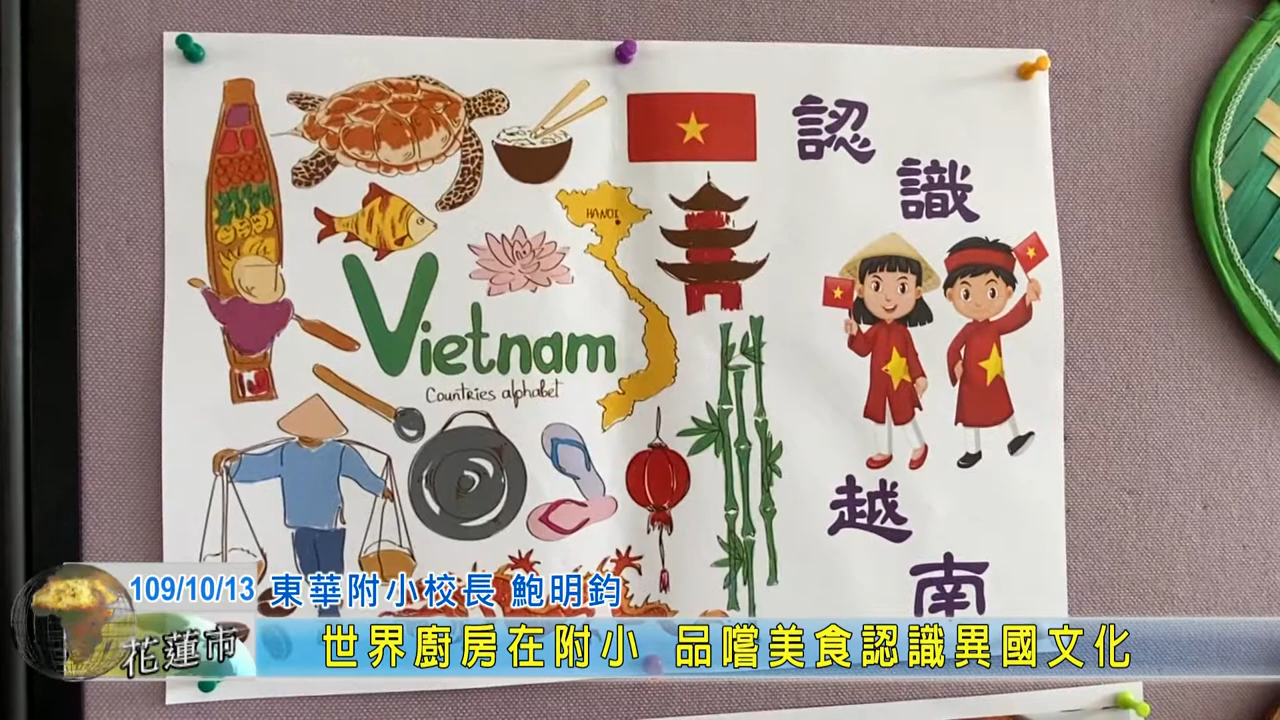 認
識
HANOI
Vietnam
Countries alphabet
越
南
109/10/13 東華附小校長 鮑明鈞
花蓮市
世界廚房在附小 品嚐美食認識異國文化